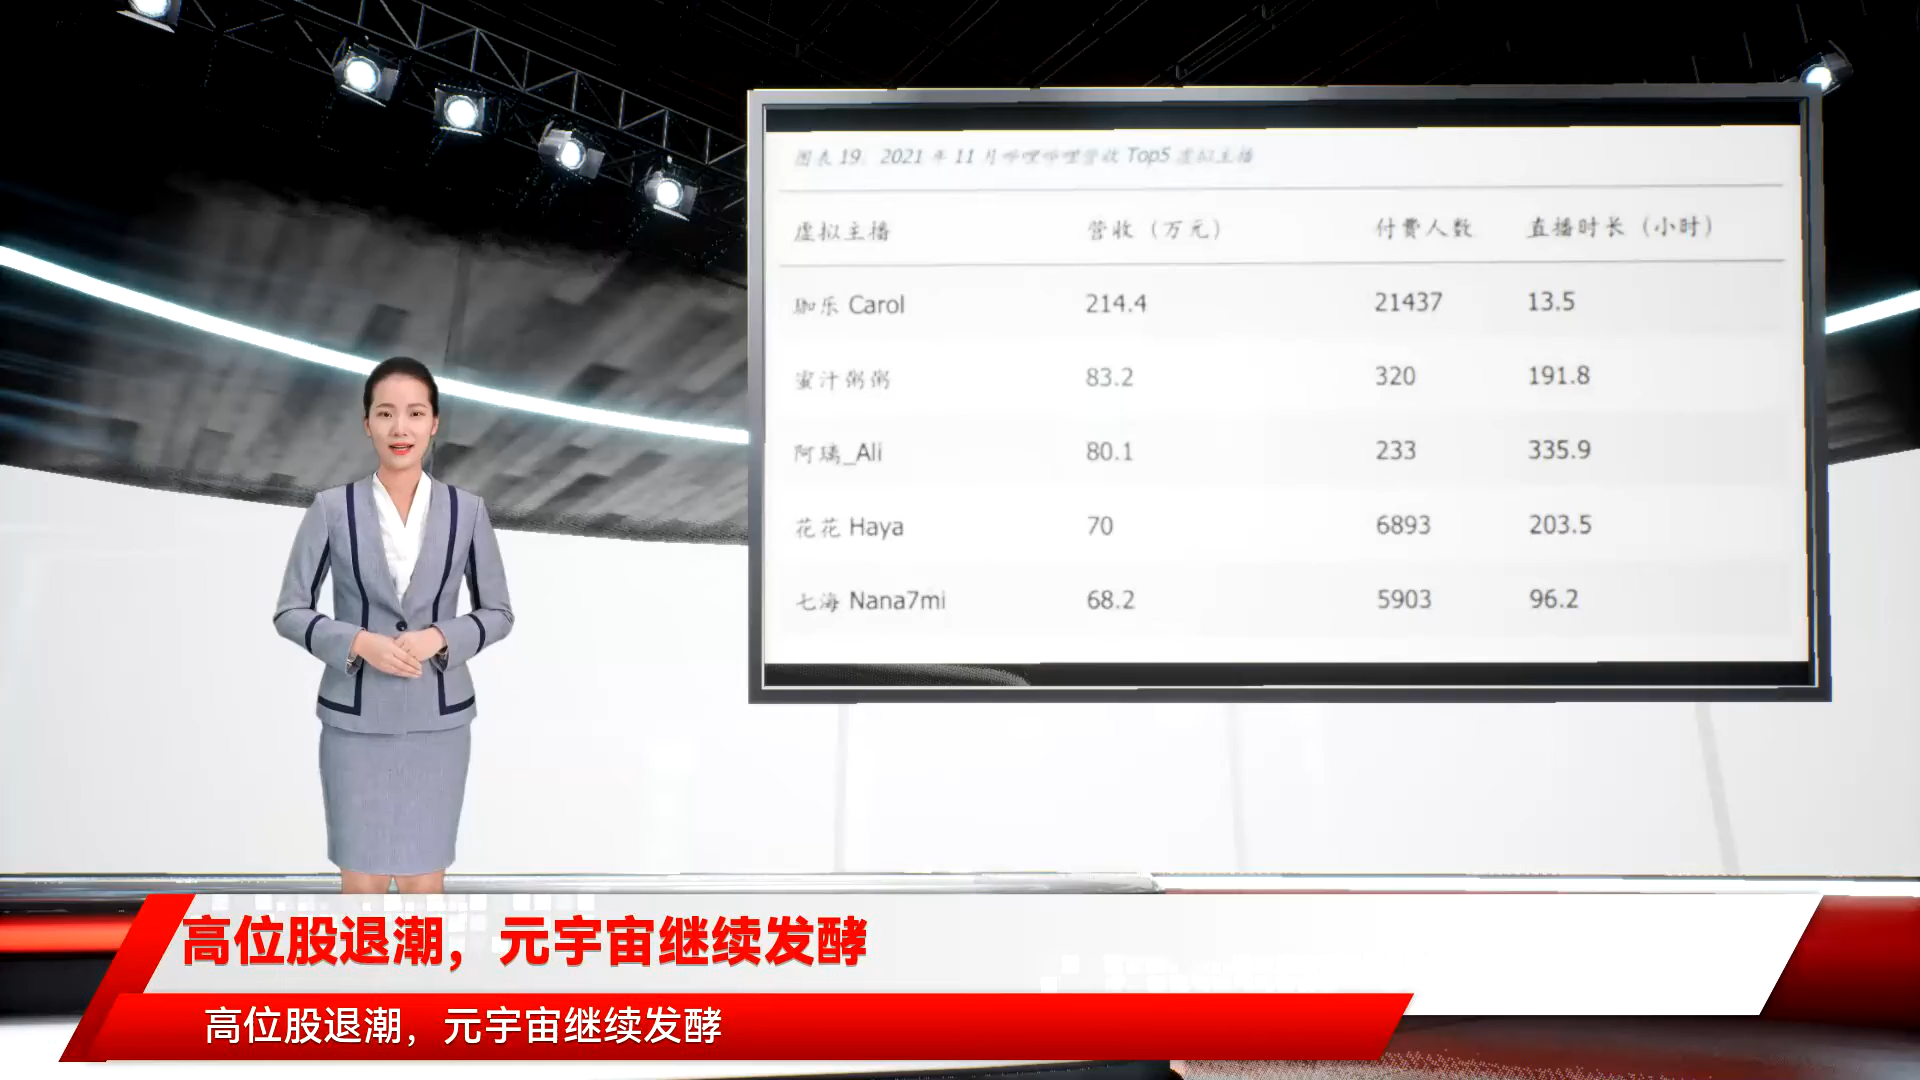 图表 19: 2021 年 11 月哔哩哔哩营收 Top5 虚拟主播
虚拟主播 营收（万元） 付费人数 直播时长（小时）
珈乐 Carol 214.4 21437 13.5
蜜汁粥粥 83.2 320 191.8
阿璃_Ali 80.1 233 335.9
花花 Haya 70 6893 203.5
七海 Nana7mi 68.2 5903 96.2
高位股退潮，元宇宙继续发酵
高位股退潮，元宇宙继续发酵